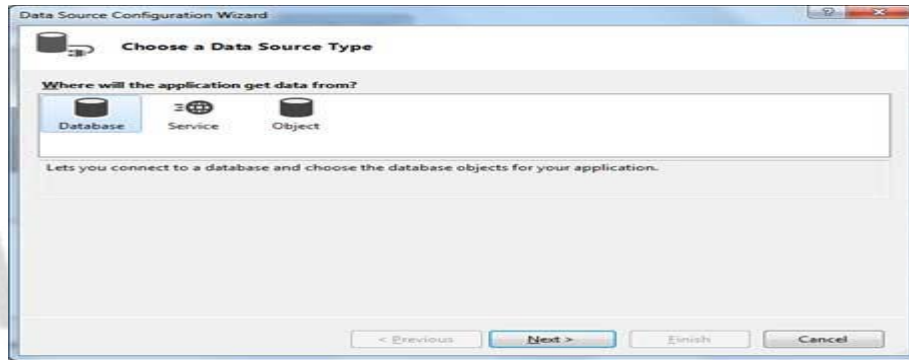 Data Source Configuration Wizard
Choose a Data Source Type
Where will the application get data from?
Database Service Object
Lets you connect to a database and choose the database objects for your application.
< Previous Next > Finish Cancel